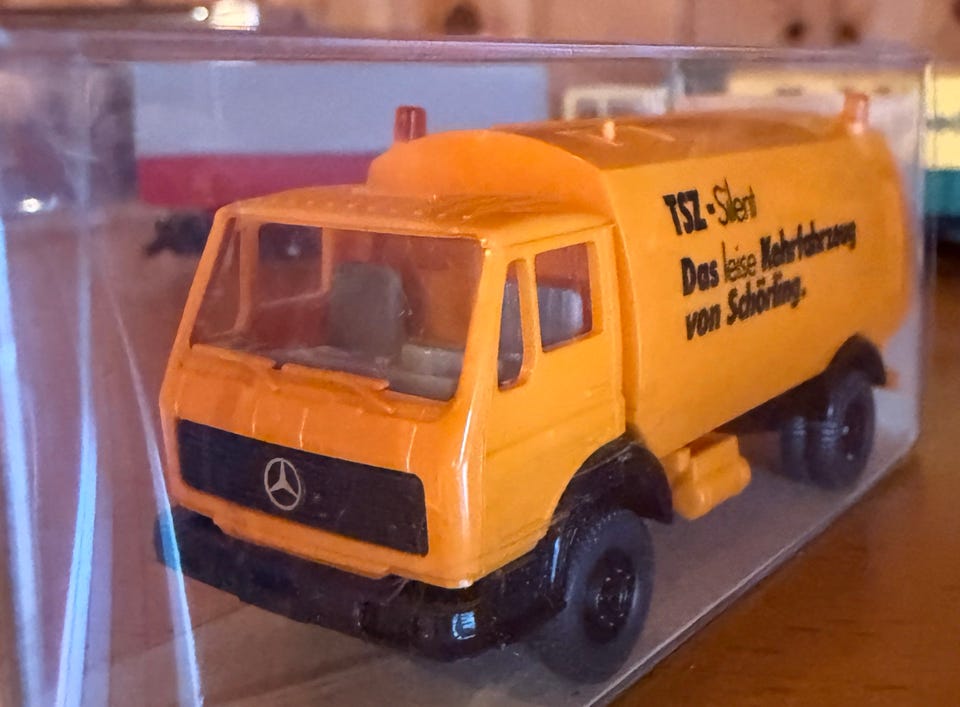 TSZ-Silent
Das leise Kehrfahrzeug
von Schörling.